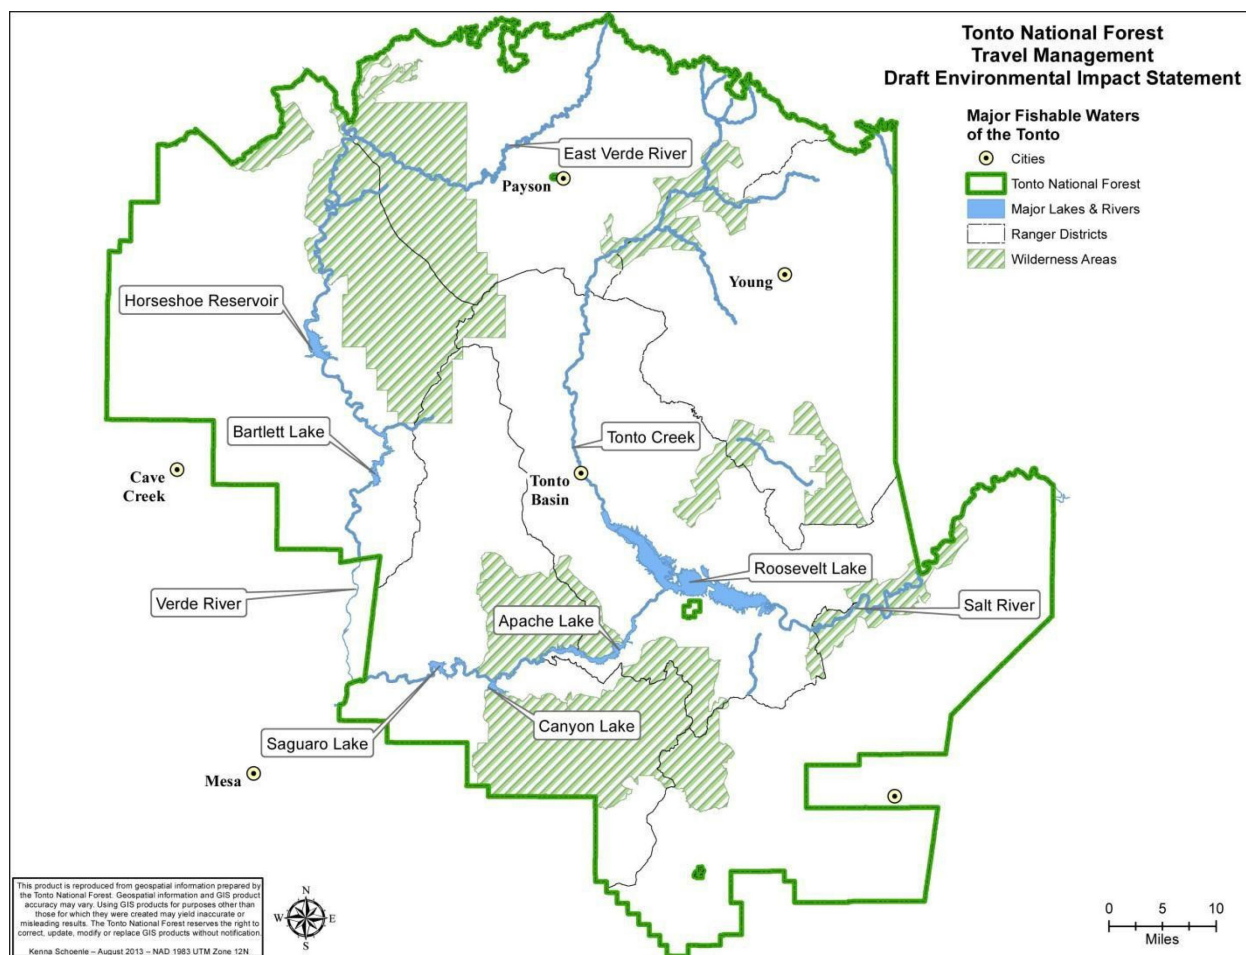 Tonto National Forest
Travel Management
Draft Environmental Impact Statement
Major Fishable Waters
of the Tonto
Cities
Tonto National Forest
Major Lakes & Rivers
Ranger Districts
Wilderness Areas
East Verde River
Payson
Young
Horseshoe Reservoir
Bartlett Lake
Tonto Creek
Cave
Creek
Tonto
Basin
Roosevelt Lake
Verde River
Salt River
Apache Lake
Canyon Lake
Saguaro Lake
Mesa
This product is reproduced from geospatial information prepared by
the Tonto National Forest. Geospatial information and GIS product
accuracy may vary. Using GIS products for purposes other than
those for which they were created may yield inaccurate or
misleading results. The Tonto National Forest reserves the right to
correct, update, modify or replace GIS products without notification.
Kenna Schoenle – August 2013 – NAD 1983 UTM Zone 12N
N
W E
S
0 5 10
Miles